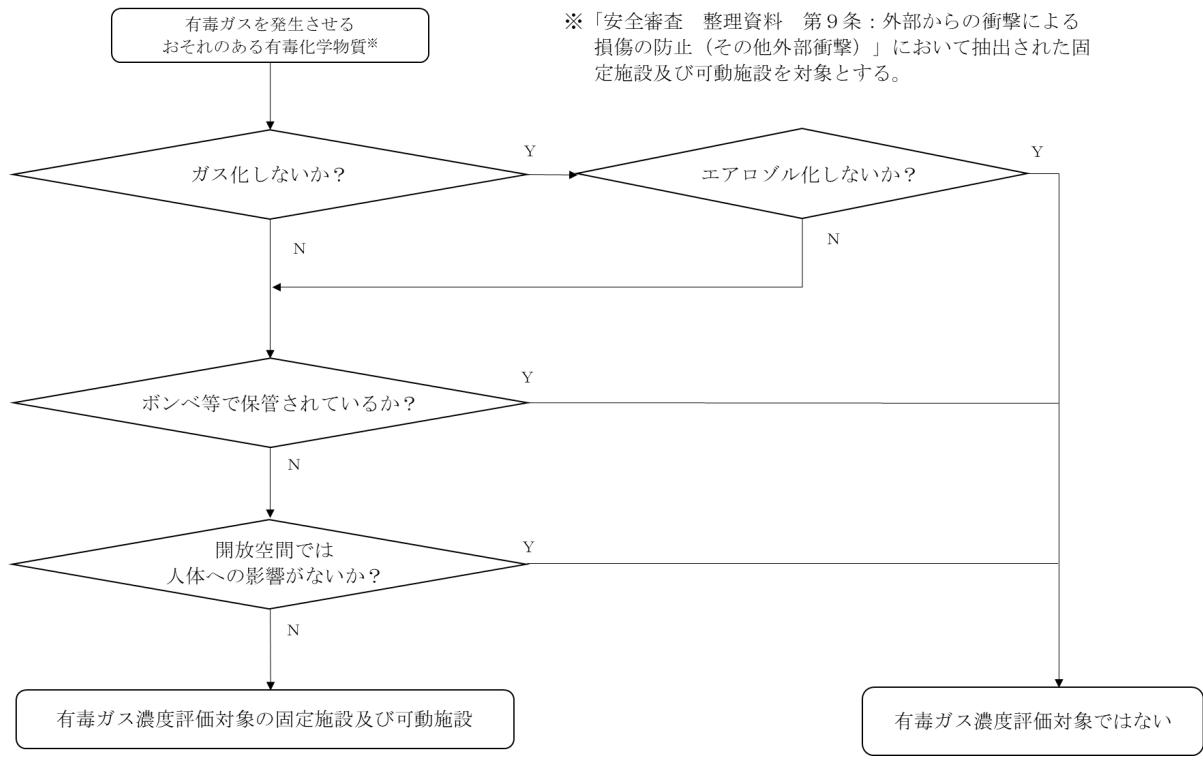 有毒ガスを発生させる
おそれのある有毒化学物質※
※「安全審査　整理資料　第９条：外部からの衝撃による
損傷の防止（その他外部衝撃）」において抽出された固
定施設及び可動施設を対象とする。
ガス化しないか？
Y
エアロゾル化しないか？
Y
N
N
ボンベ等で保管されているか？
Y
N
開放空間では
人体への影響がないか？
Y
N
有毒ガス濃度評価対象の固定施設及び可動施設
有毒ガス濃度評価対象ではない